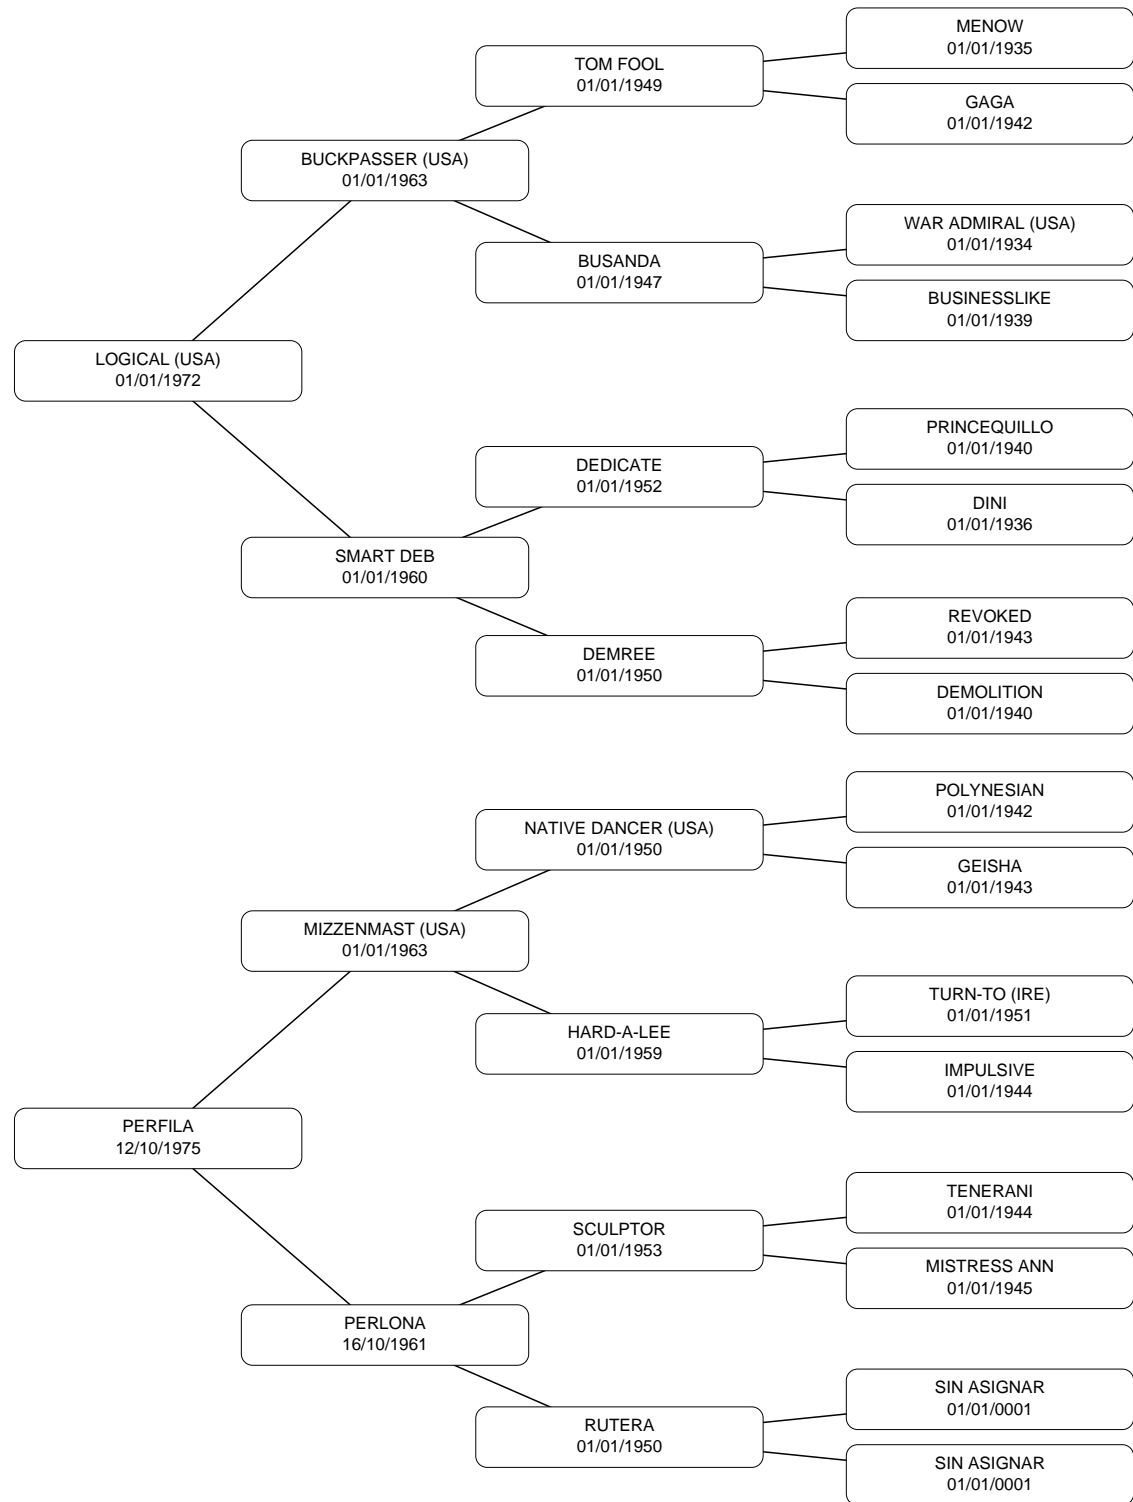 MENOW
01/01/1935
TOM FOOL
01/01/1949
GAGA
01/01/1942
BUCKPASSER (USA)
01/01/1963
WAR ADMIRAL (USA)
01/01/1934
BUSANDA
01/01/1947
BUSINESSLIKE
01/01/1939
LOGICAL (USA)
01/01/1972
PRINCEQUILLO
01/01/1940
DEDICATE
01/01/1952
DINI
01/01/1936
SMART DEB
01/01/1960
REVOKED
01/01/1943
DEMREE
01/01/1950
DEMOLITION
01/01/1940
POLYNESIAN
01/01/1942
NATIVE DANCER (USA)
01/01/1950
GEISHA
01/01/1943
MIZZENMAST (USA)
01/01/1963
TURN-TO (IRE)
01/01/1951
HARD-A-LEE
01/01/1959
IMPULSIVE
01/01/1944
PERFILA
12/10/1975
TENERANI
01/01/1944
SCULPTOR
01/01/1953
MISTRESS ANN
01/01/1945
PERLONA
16/10/1961
SIN ASIGNAR
01/01/0001
RUTERA
01/01/1950
SIN ASIGNAR
01/01/0001